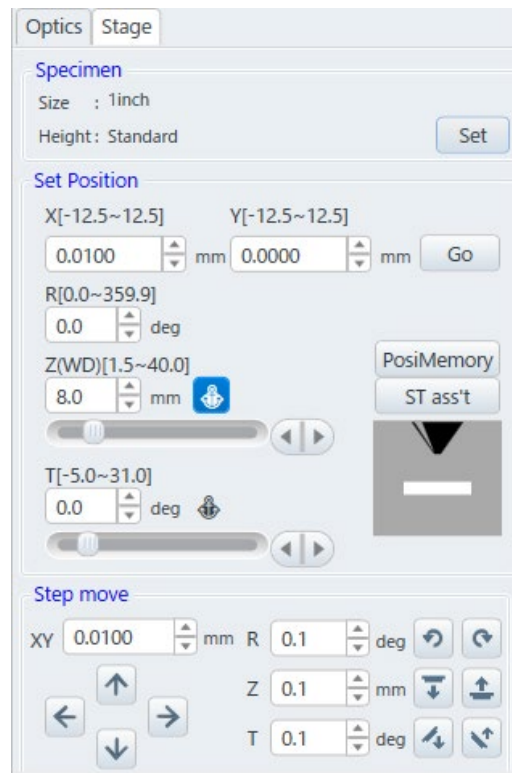 Optics Stage
Specimen
Size : 1inch
Height: Standard Set
Set Position
X[-12.5~12.5] Y[-12.5~12.5]
0.0100 mm 0.0000 mm Go
R[0.0~359.9]
0.0 deg
Z(WD)[1.5~40.0] PosiMemory
8.0 mm ST ass't
T[-5.0~31.0]
0.0 deg
Step move
XY 0.0100 mm R 0.1 deg
Z 0.1 mm
T 0.1 deg